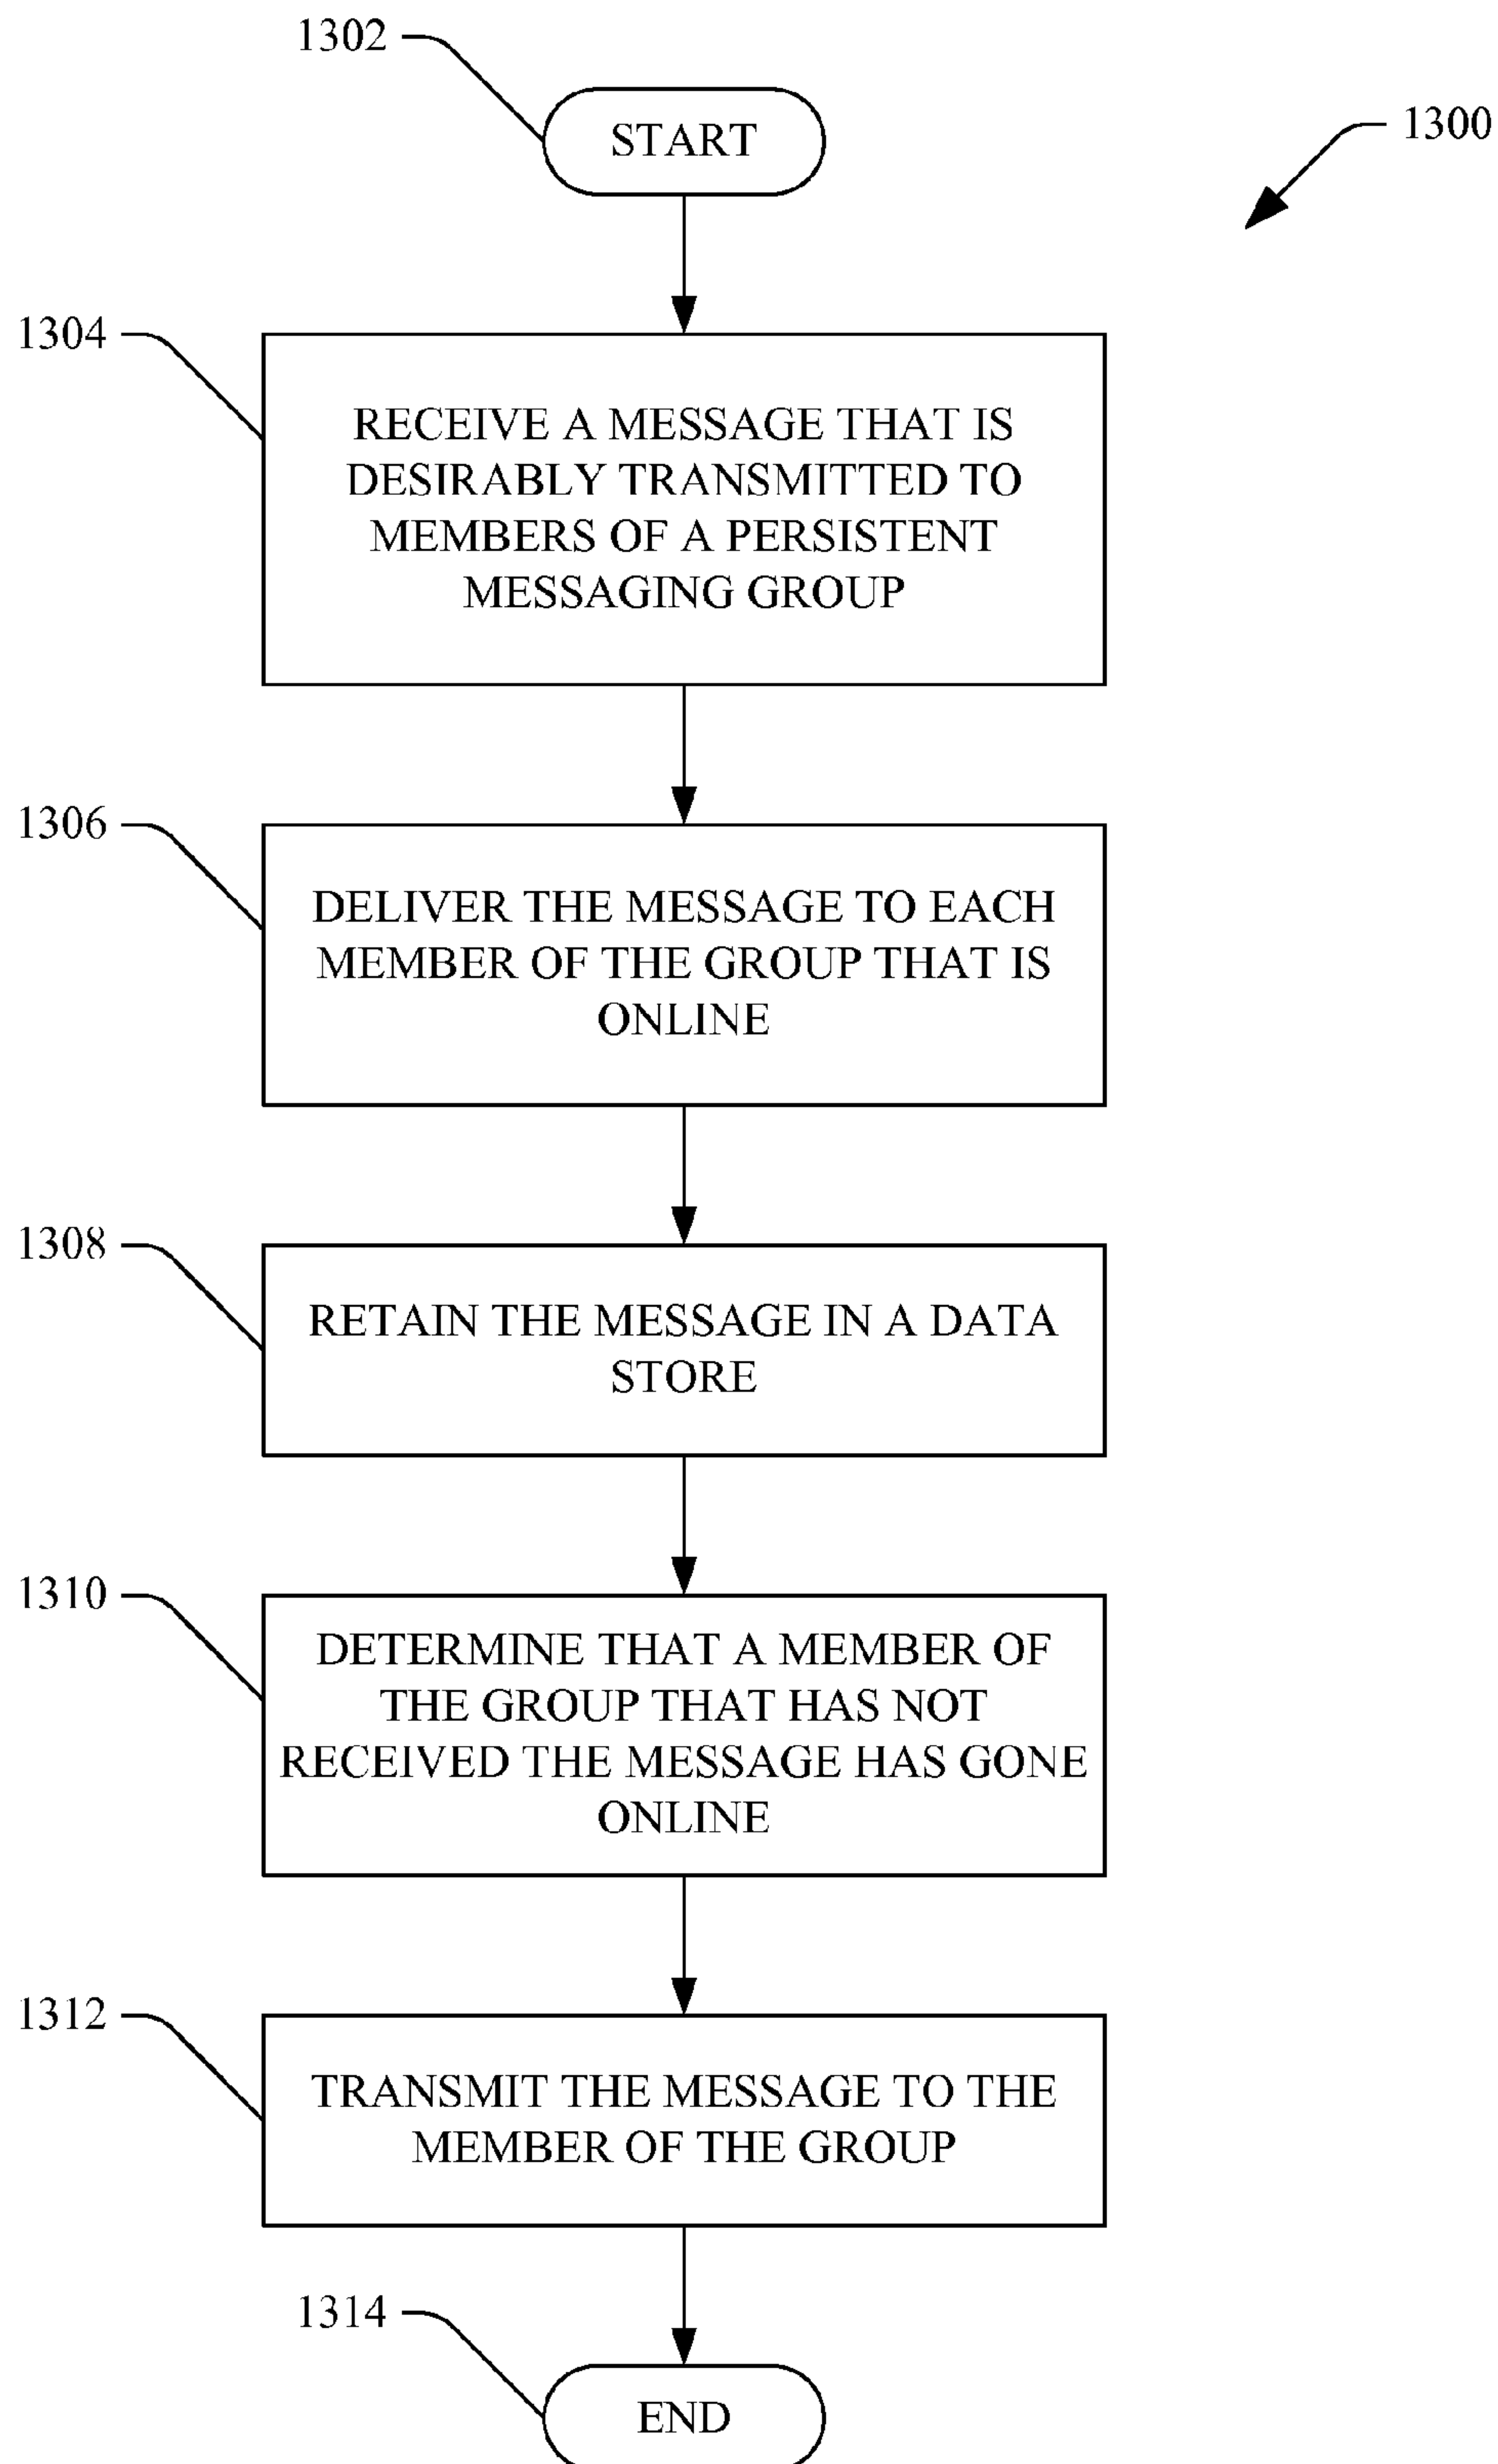 1302
START
1300
1304
RECEIVE A MESSAGE THAT IS
DESIRABLY TRANSMITTED TO
MEMBERS OF A PERSISTENT
MESSAGING GROUP
1306
DELIVER THE MESSAGE TO EACH
MEMBER OF THE GROUP THAT IS
ONLINE
1308
RETAIN THE MESSAGE IN A DATA
STORE
1310
DETERMINE THAT A MEMBER OF
THE GROUP THAT HAS NOT
RECEIVED THE MESSAGE HAS GONE
ONLINE
1312
TRANSMIT THE MESSAGE TO THE
MEMBER OF THE GROUP
1314
END